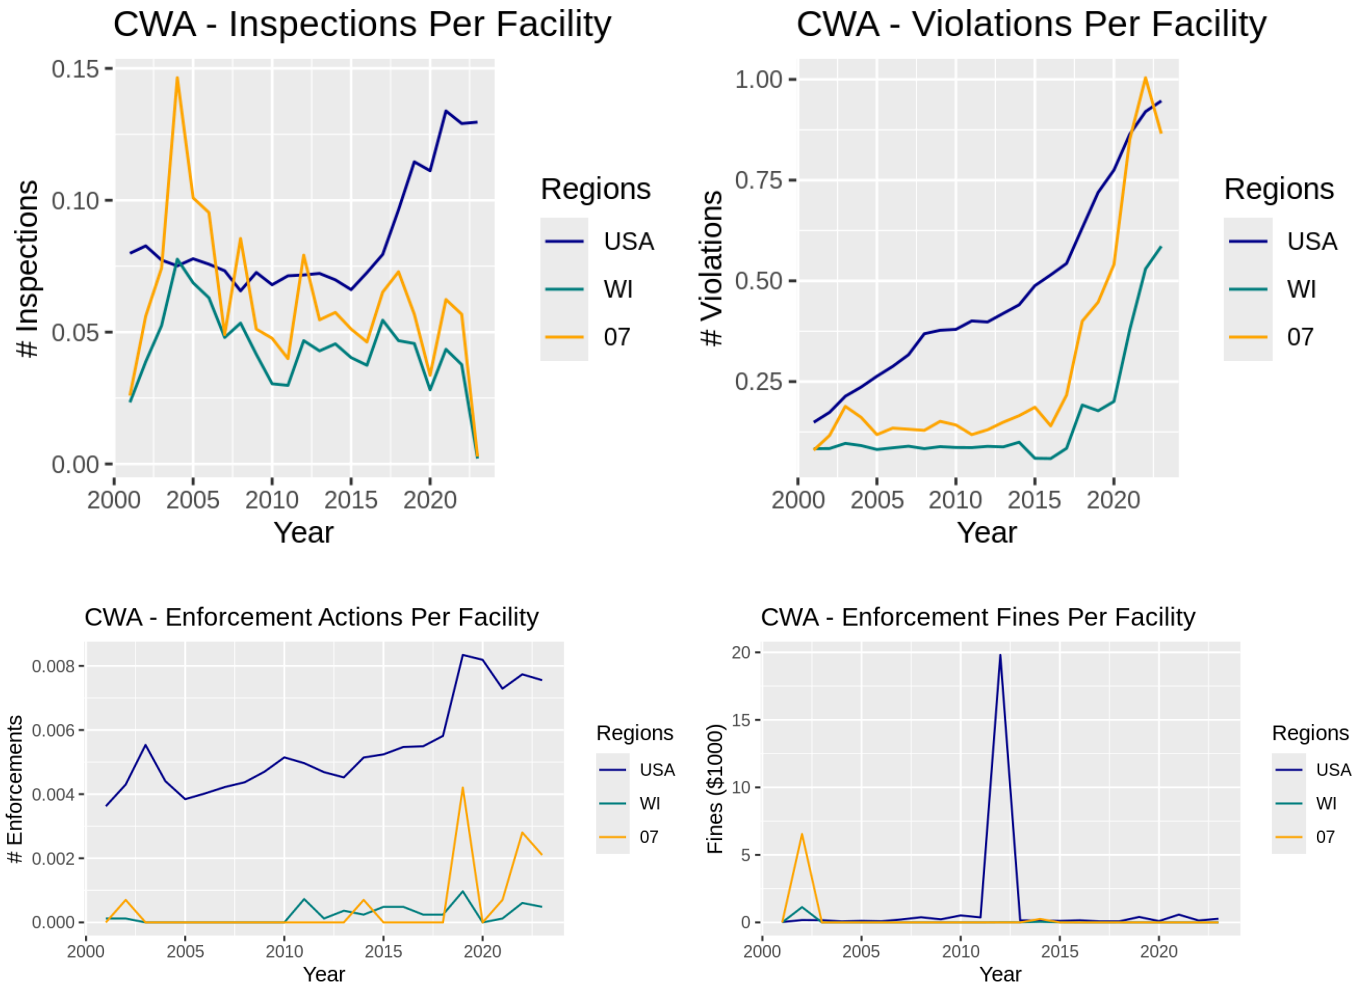 CWA - Inspections Per Facility
# Inspections
0.15
0.10
0.05
0.00
2000 2005 2010 2015 2020
Year
Regions
USA
WI
07
CWA - Violations Per Facility
# Violations
1.00
0.75
0.50
0.25
2000 2005 2010 2015 2020
Year
Regions
USA
WI
07
CWA - Enforcement Actions Per Facility
# Enforcements
0.008
0.006
0.004
0.002
0.000
2000 2005 2010 2015 2020
Year
Regions
USA
WI
07
CWA - Enforcement Fines Per Facility
Fines ($1000)
20
15
10
5
0
2000 2005 2010 2015 2020
Year
Regions
USA
WI
07